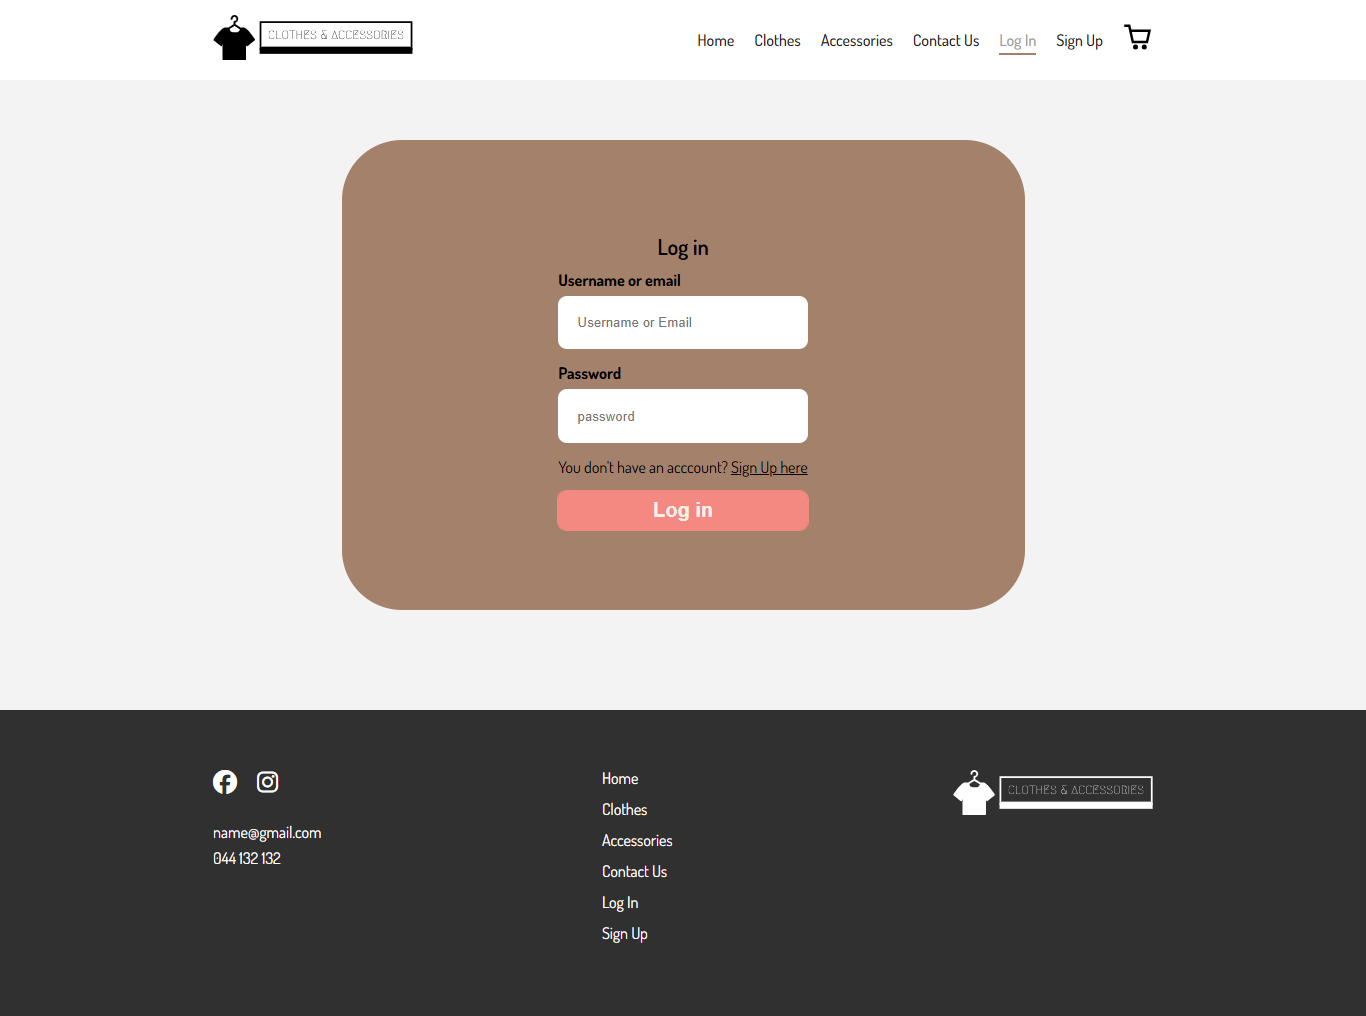 CLOTHES & ACCESSORIES
Home Clothes Accessories Contact Us Log In Sign Up
Log in
Username or email
Username or Email
Password
password
You don't have an acccount? Sign Up here
Log in
name@gmail.com
044 132 132
Home
Clothes
Accessories
Contact Us
Log In
Sign Up
CLOTHES & ACCESSORIES